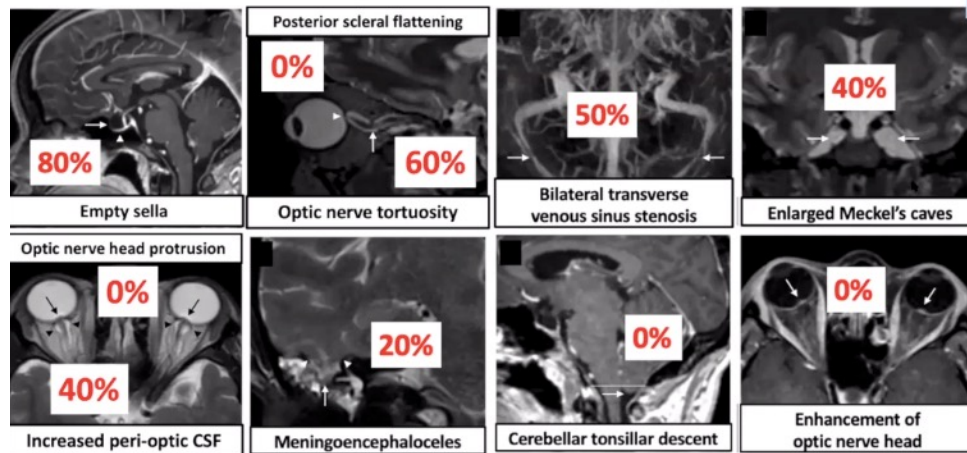 Posterior scleral flattening
0%
80%
60%
50%
40%
Empty sella
Optic nerve tortuosity
Bilateral transverse
venous sinus stenosis
Enlarged Meckel's caves
Optic nerve head protrusion
0%
40%
20%
0%
0%
Increased peri-optic CSF
Meningoencephaloceles
Cerebellar tonsillar descent
Enhancement of
optic nerve head